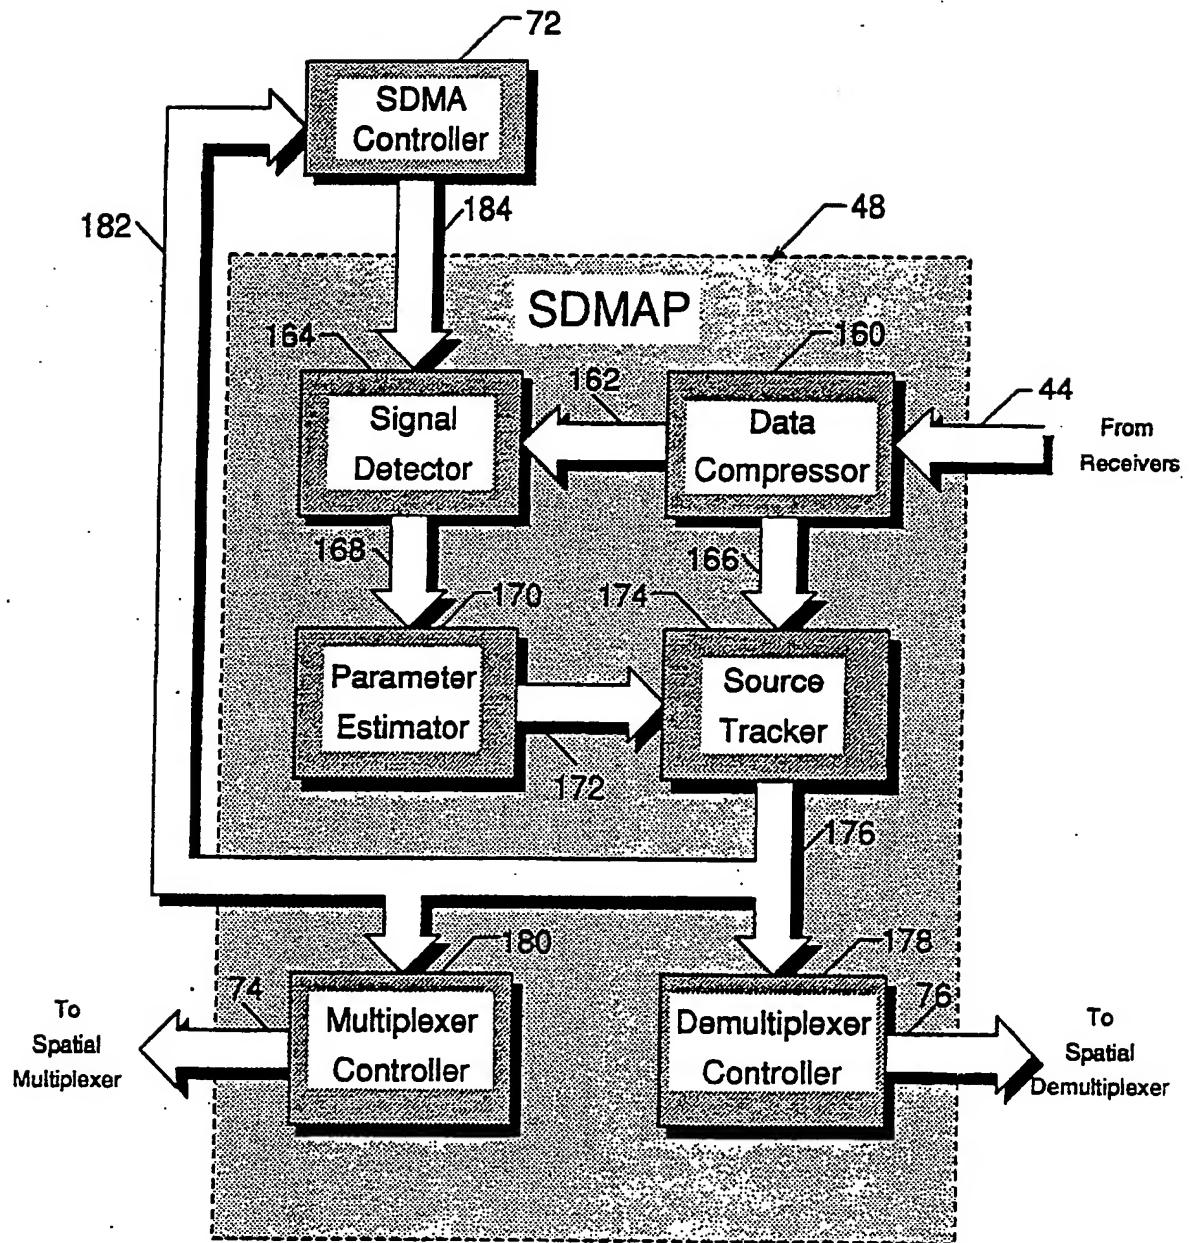 72
SDMA
Controller
184
182
48
SDMAP
164
160
162
44
Signal
Detector
Data
Compressor
From
Receivers
168
166
170
174
Parameter
Estimator
Source
Tracker
172
176
180
178
74
76
To
Spatial
Multiplexer
Multiplexer
Controller
Demultiplexer
Controller
To
Spatial
Demultiplexer